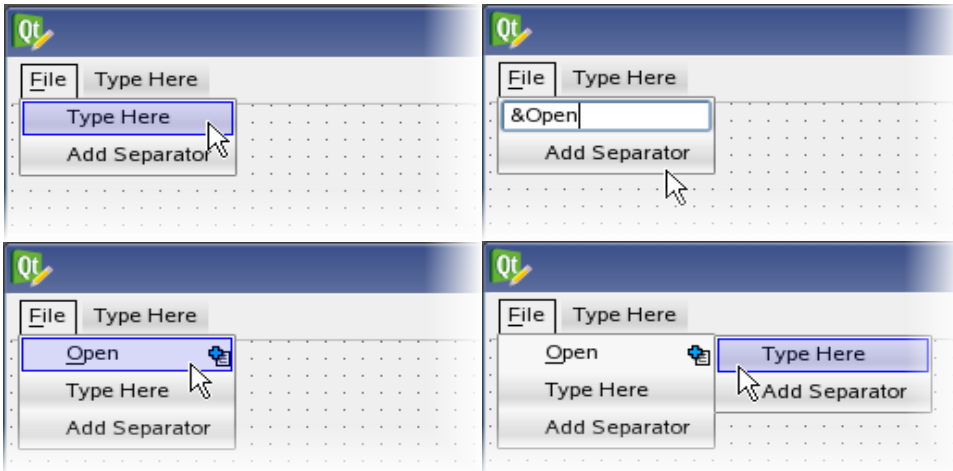 Qt
File Type Here
Type Here
Add Separator
Qt
File Type Here
&Open
Add Separator
Qt
File Type Here
Open
Type Here
Add Separator
Qt
File Type Here
Open Type Here
Type Here Add Separator
Add Separator